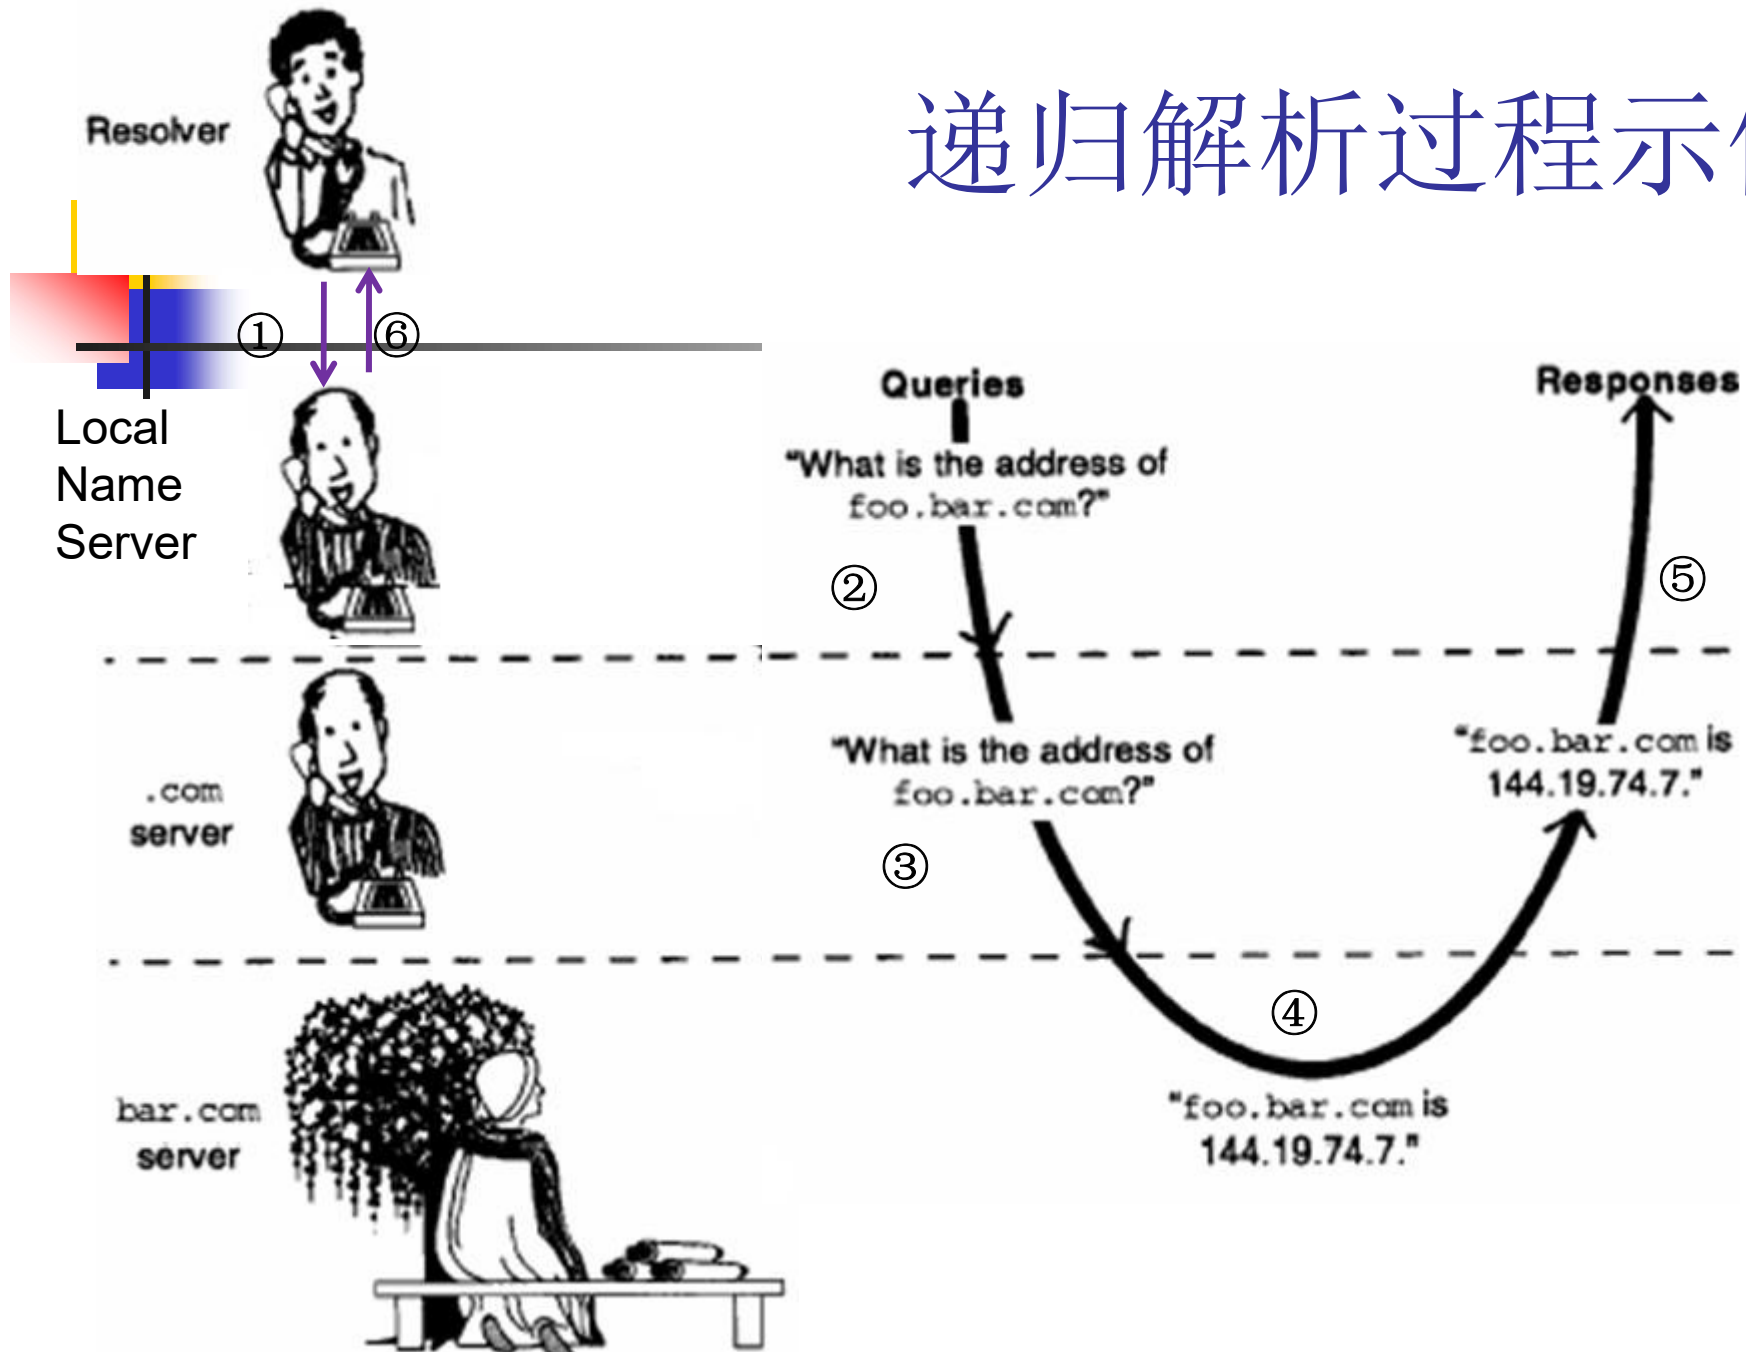 递归解析过程示
Resolver
①
⑥
Local
Name
Server
Queries
Responses
"What is the address of
foo.bar.com?"
②
⑤
.com
server
"What is the address of
foo.bar.com?"
"foo.bar.com is
144.19.74.7."
③
④
bar.com
server
"foo.bar.com is
144.19.74.7."